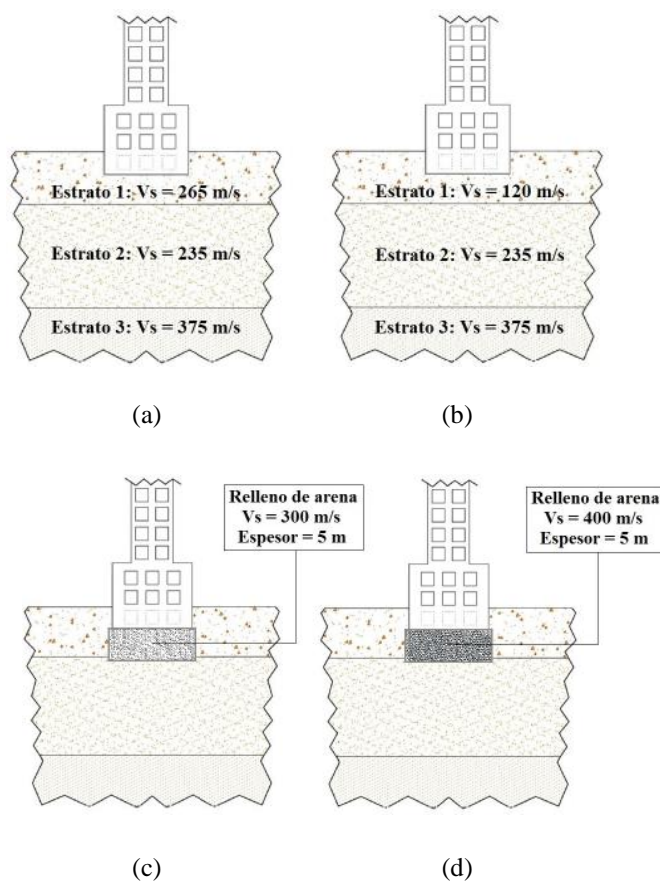 Estrato 1: Vs = 265 m/s
Estrato 2: Vs = 235 m/s
Estrato 3: Vs = 375 m/s
(a)
Estrato 1: Vs = 120 m/s
Estrato 2: Vs = 235 m/s
Estrato 3: Vs = 375 m/s
(b)
Relleno de arena
Vs = 300 m/s
Espesor = 5 m
(c)
Relleno de arena
Vs = 400 m/s
Espesor = 5 m
(d)